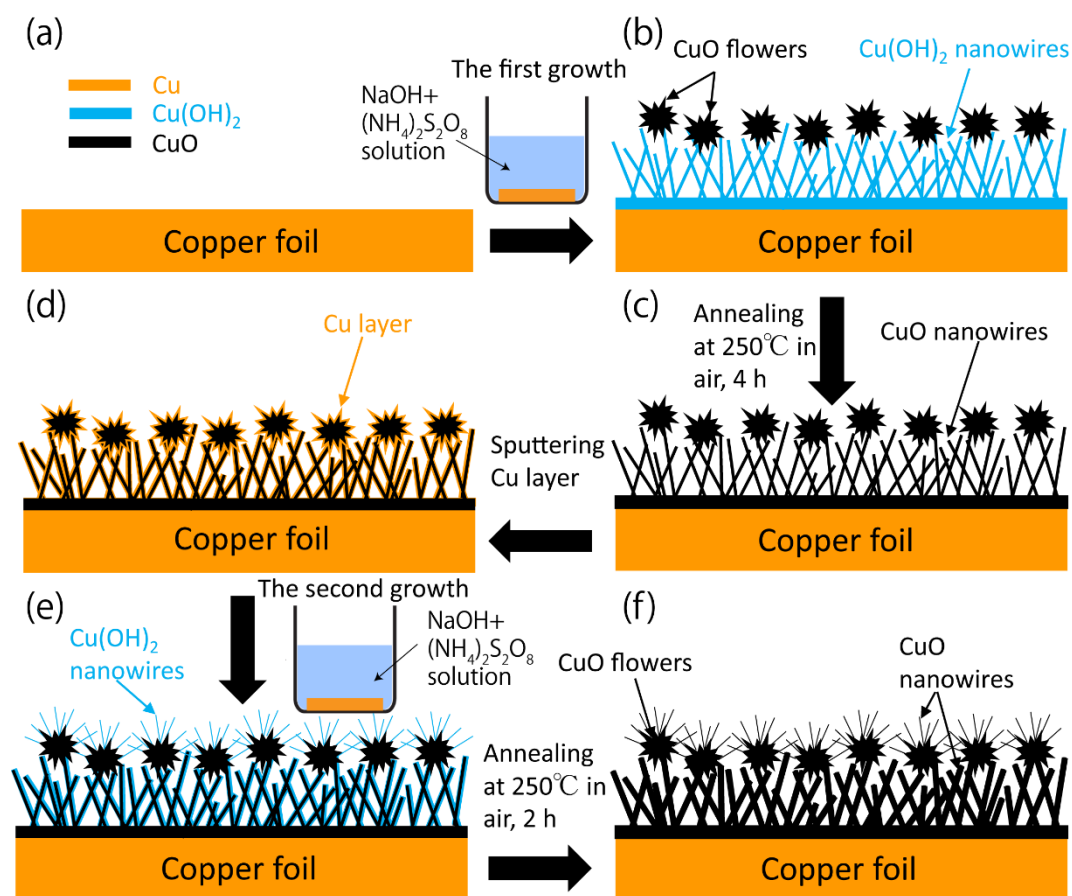 (a)
Cu
Cu(OH)₂
CuO
The first growth
NaOH+
(NH₄)₂S₂O₈
solution
Copper foil
(b)
CuO flowers
Cu(OH)₂ nanowires
Copper foil
(c)
Annealing
at 250℃ in
air, 4 h
CuO nanowires
Copper foil
(d)
Cu layer
Sputtering
Cu layer
Copper foil
(e)
The second growth
Cu(OH)₂
nanowires
NaOH+
(NH₄)₂S₂O₈
solution
Annealing
at 250℃ in
air, 2 h
Copper foil
(f)
CuO flowers
CuO
nanowires
Copper foil